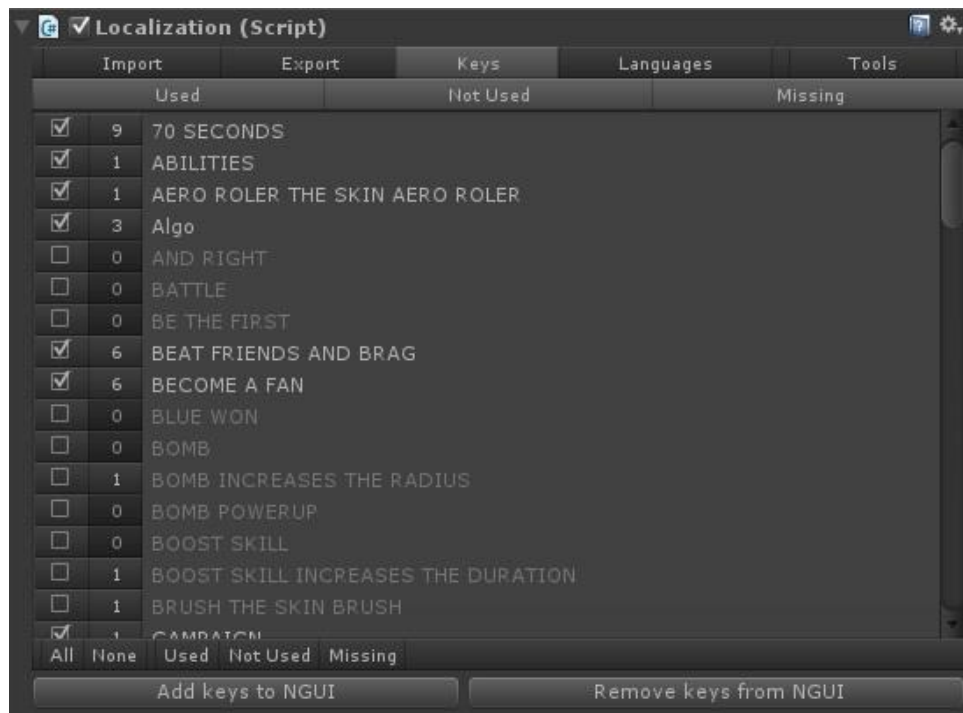 Localization (Script)
Import Export Keys Languages Tools
Used Not Used Missing
9 70 SECONDS
1 ABILITIES
1 AERO ROLER THE SKIN AERO ROLER
3 Algo
0 AND RIGHT
0 BATTLE
0 BE THE FIRST
6 BEAT FRIENDS AND BRAG
6 BECOME A FAN
0 BLUE WON
0 BOMB
1 BOMB INCREASES THE RADIUS
0 BOMB POWERUP
0 BOOST SKILL
1 BOOST SKILL INCREASES THE DURATION
1 BRUSH THE SKIN BRUSH
1 CAMPAIGN
All None Used Not Used Missing
Add keys to NGUI Remove keys from NGUI